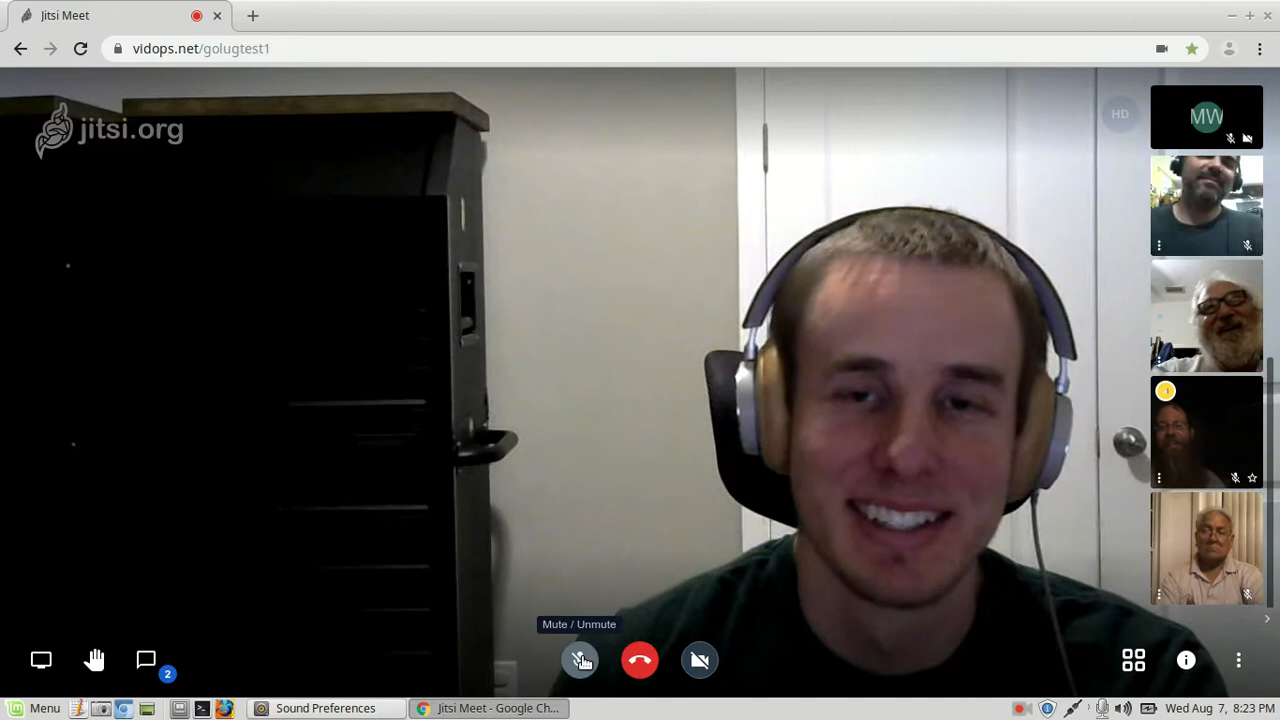 Jitsi Meet
vidops.net/golugtest1
jitsi.org
HD
MW
Mute / Unmute
2
Menu
Sound Preferences
Jitsi Meet - Google Ch...
Wed Aug 7, 8:23 PM